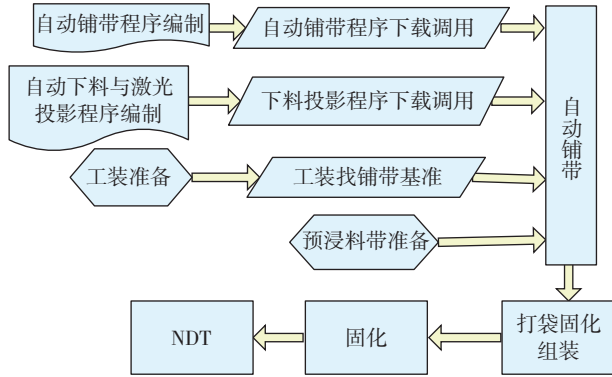 自动铺带程序编制
自动铺带程序下载调用
自动下料与激光
投影程序编制
下料投影程序下载调用
工装准备
工装找铺带基准
预浸料带准备
自动铺带
打袋固化
组装
固化
NDT